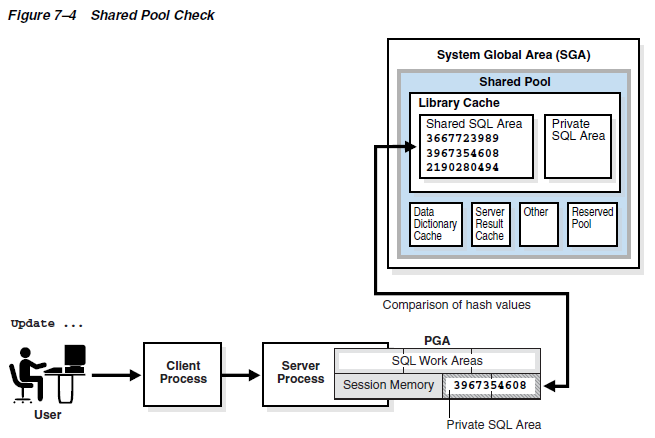 Figure 7–4 Shared Pool Check
System Global Area (SGA)
Shared Pool
Library Cache
Shared SQL Area
3667723989
3967354608
2190280494
Private
SQL Area
Data
Dictionary
Cache
Server
Result
Cache
Other
Reserved
Pool
Comparison of hash values
Update ...
User
Client
Process
Server
Process
PGA
SQL Work Areas
Session Memory
3967354608
Private SQL Area